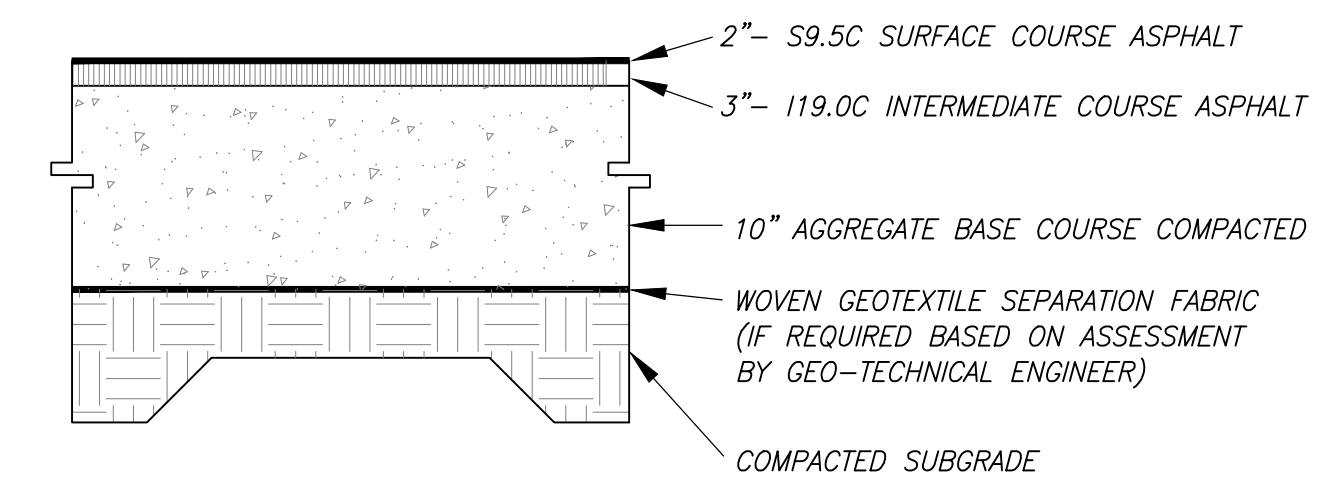 2”– S9.5C SURFACE COURSE ASPHALT
3”– I19.0C INTERMEDIATE COURSE ASPHALT
10” AGGREGATE BASE COURSE COMPACTED
WOVEN GEOTEXTILE SEPARATION FABRIC
(IF REQUIRED BASED ON ASSESSMENT
BY GEO–TECHNICAL ENGINEER)
COMPACTED SUBGRADE